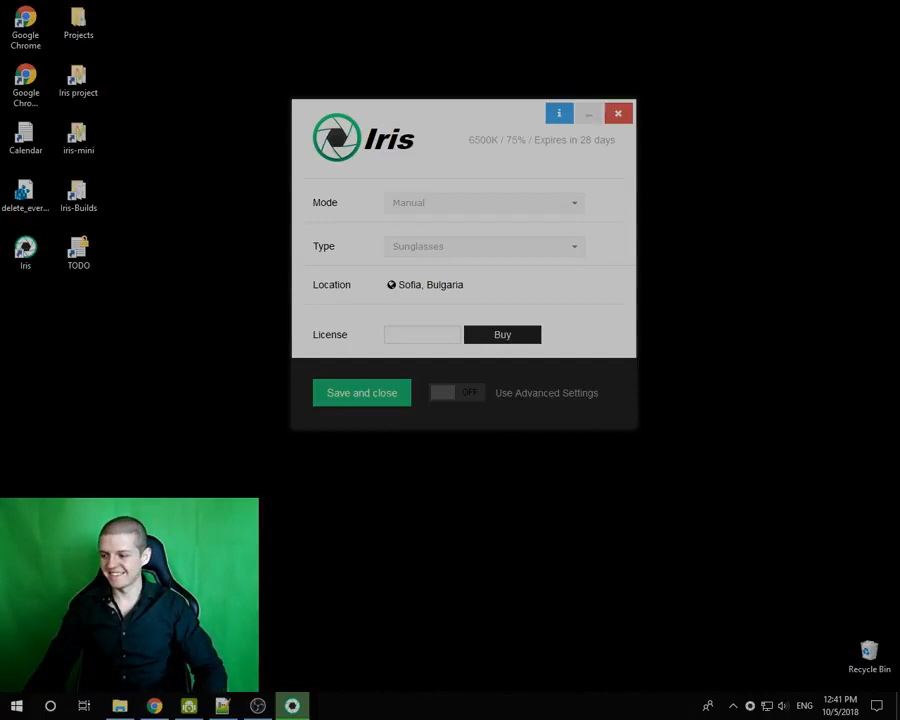 Google
Chrome
Projects
Google
Chro...
Iris project
Calendar
iris-mini
delete_ever...
Iris-Builds
Iris
TODO
Iris
6500K / 75% / Expires in 28 days
Mode
Manual
Type
Sunglasses
Location
Sofia, Bulgaria
License
Buy
Save and close
OFF
Use Advanced Settings
Recycle Bin
ENG
12:41 PM
10/5/2018